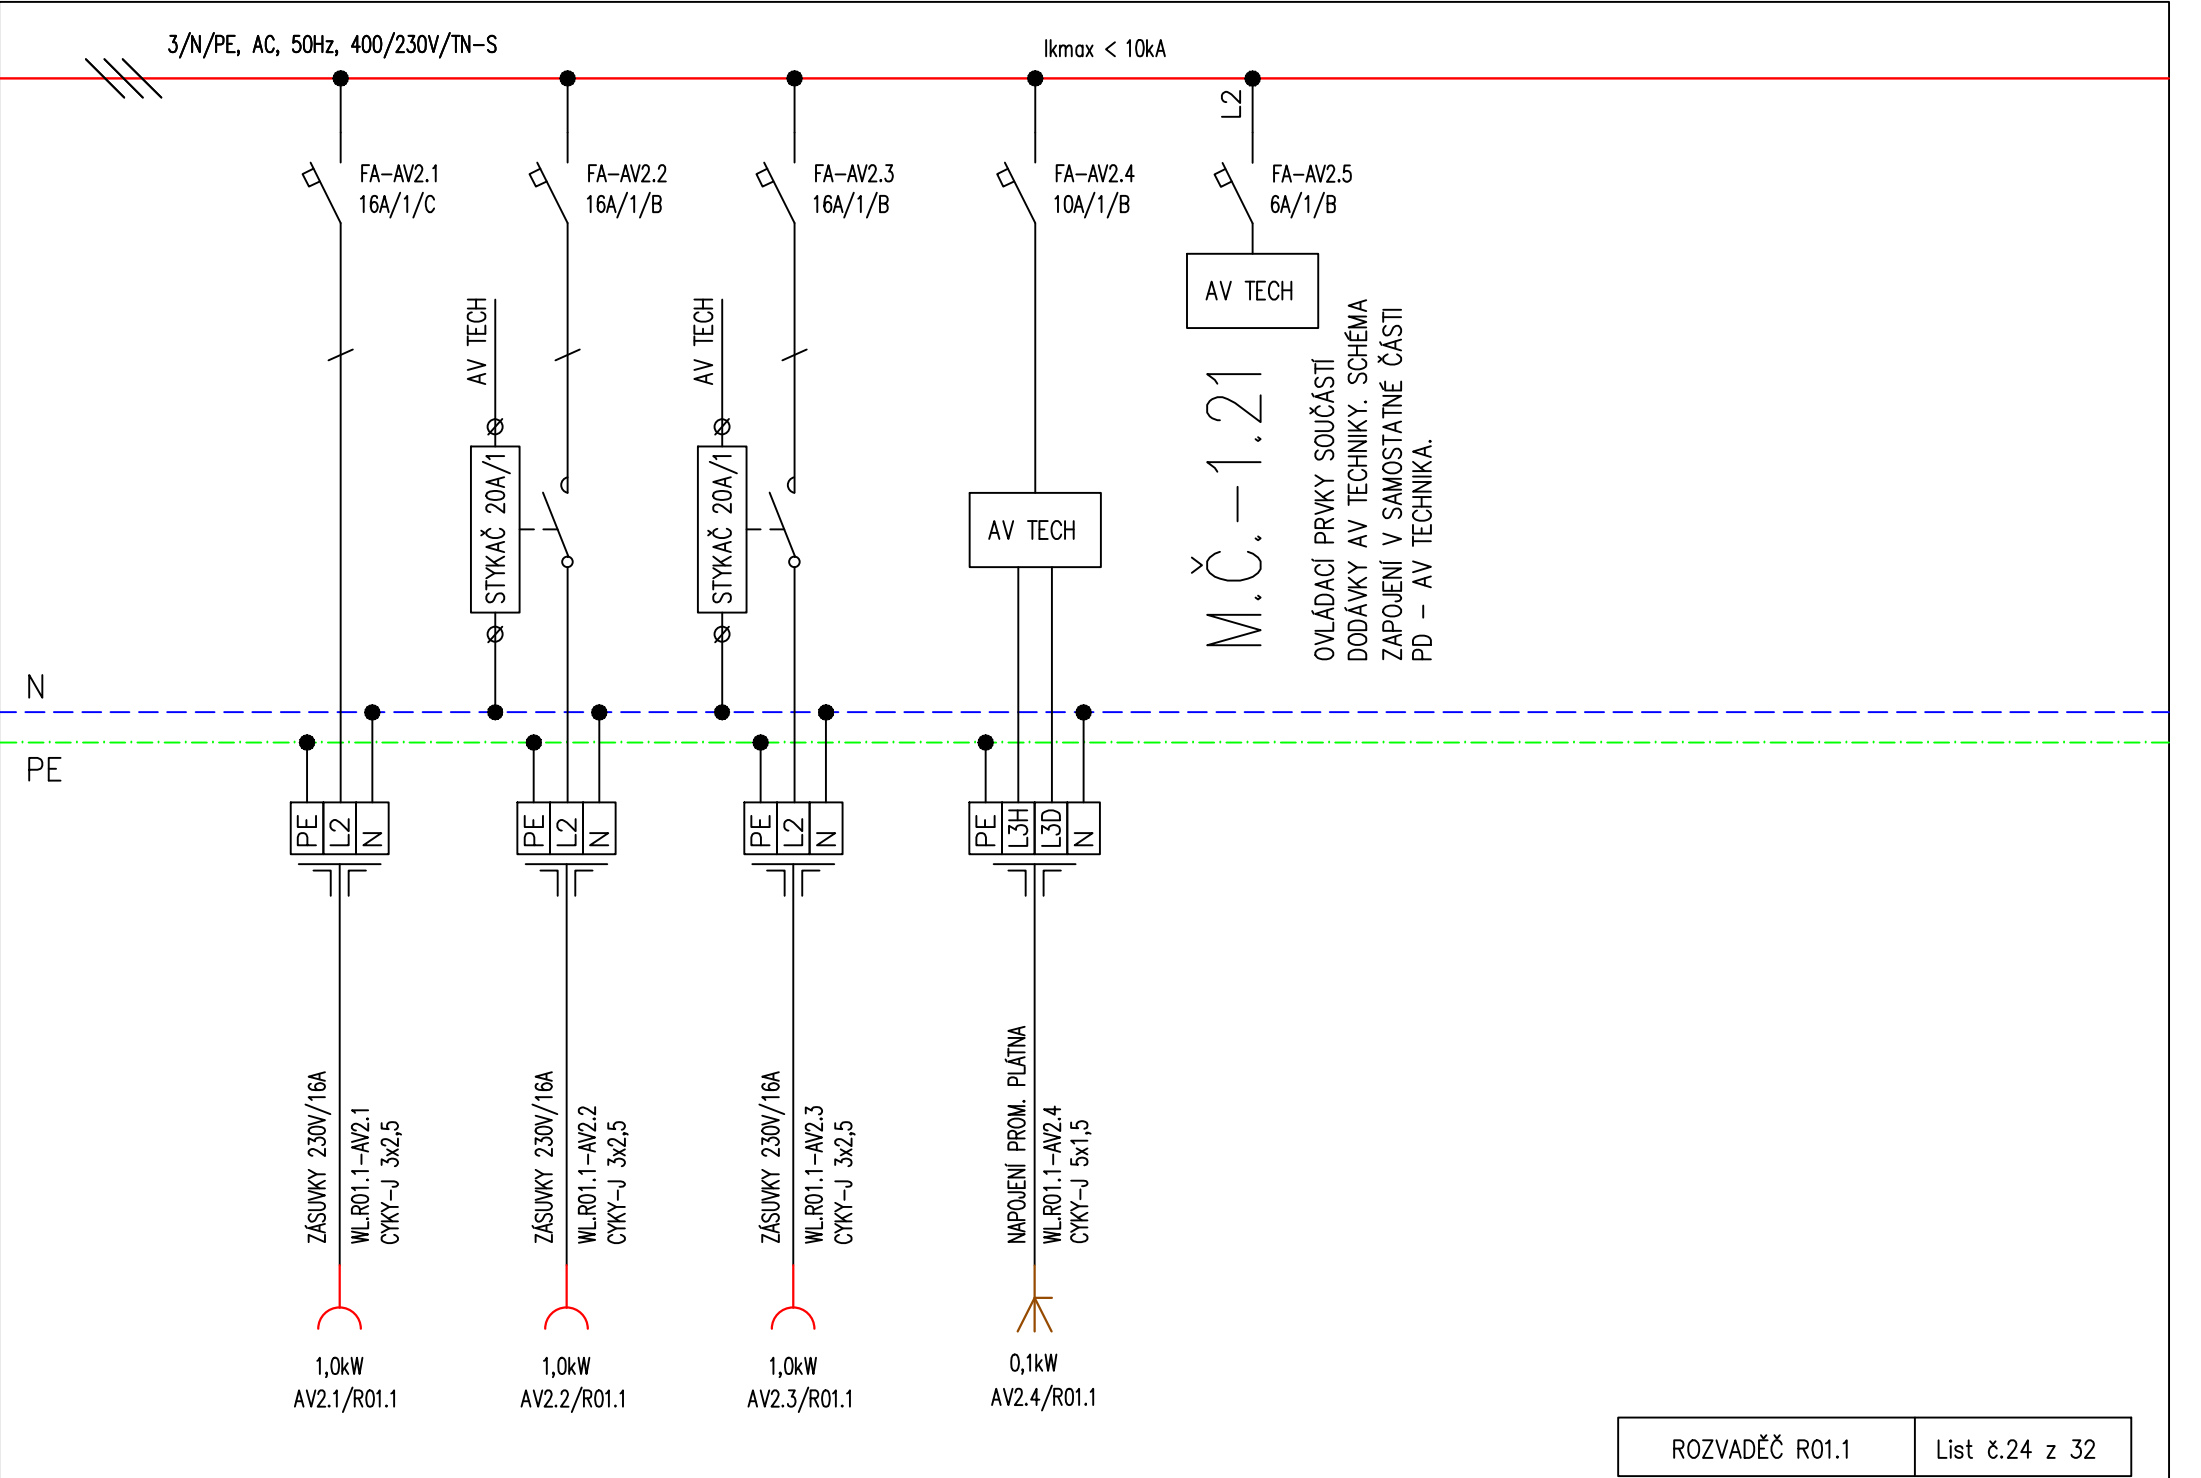 3/N/PE, AC, 50Hz, 400/230V/TN-S
Ikmax < 10kA
L2
FA-AV2.1
16A/1/C
FA-AV2.2
16A/1/B
FA-AV2.3
16A/1/B
FA-AV2.4
10A/1/B
FA-AV2.5
6A/1/B
AV TECH
AV TECH
AV TECH
STYKAČ 20A/1
STYKAČ 20A/1
AV TECH
M.Č.-1.21
OVLÁDACÍ PRVKY SOUČÁSTÍ
DODÁVKY AV TECHNIKY. SCHÉMA
ZAPOJENÍ V SAMOSTATNÉ ČÁSTI
PD - AV TECHNIKA.
N
PE
PE L2 N
PE L2 N
PE L2 N
PE L3H L3D N
ZÁSUVKY 230V/16A
WL.R01.1-AV2.1
CYKY-J 3x2,5
ZÁSUVKY 230V/16A
WL.R01.1-AV2.2
CYKY-J 3x2,5
ZÁSUVKY 230V/16A
WL.R01.1-AV2.3
CYKY-J 3x2,5
NAPOJENÍ PROM. PLÁTNA
WL.R01.1-AV2.4
CYKY-J 5x1,5
1,0kW
AV2.1/R01.1
1,0kW
AV2.2/R01.1
1,0kW
AV2.3/R01.1
0,1kW
AV2.4/R01.1
ROZVADĚČ R01.1
List č.24 z 32